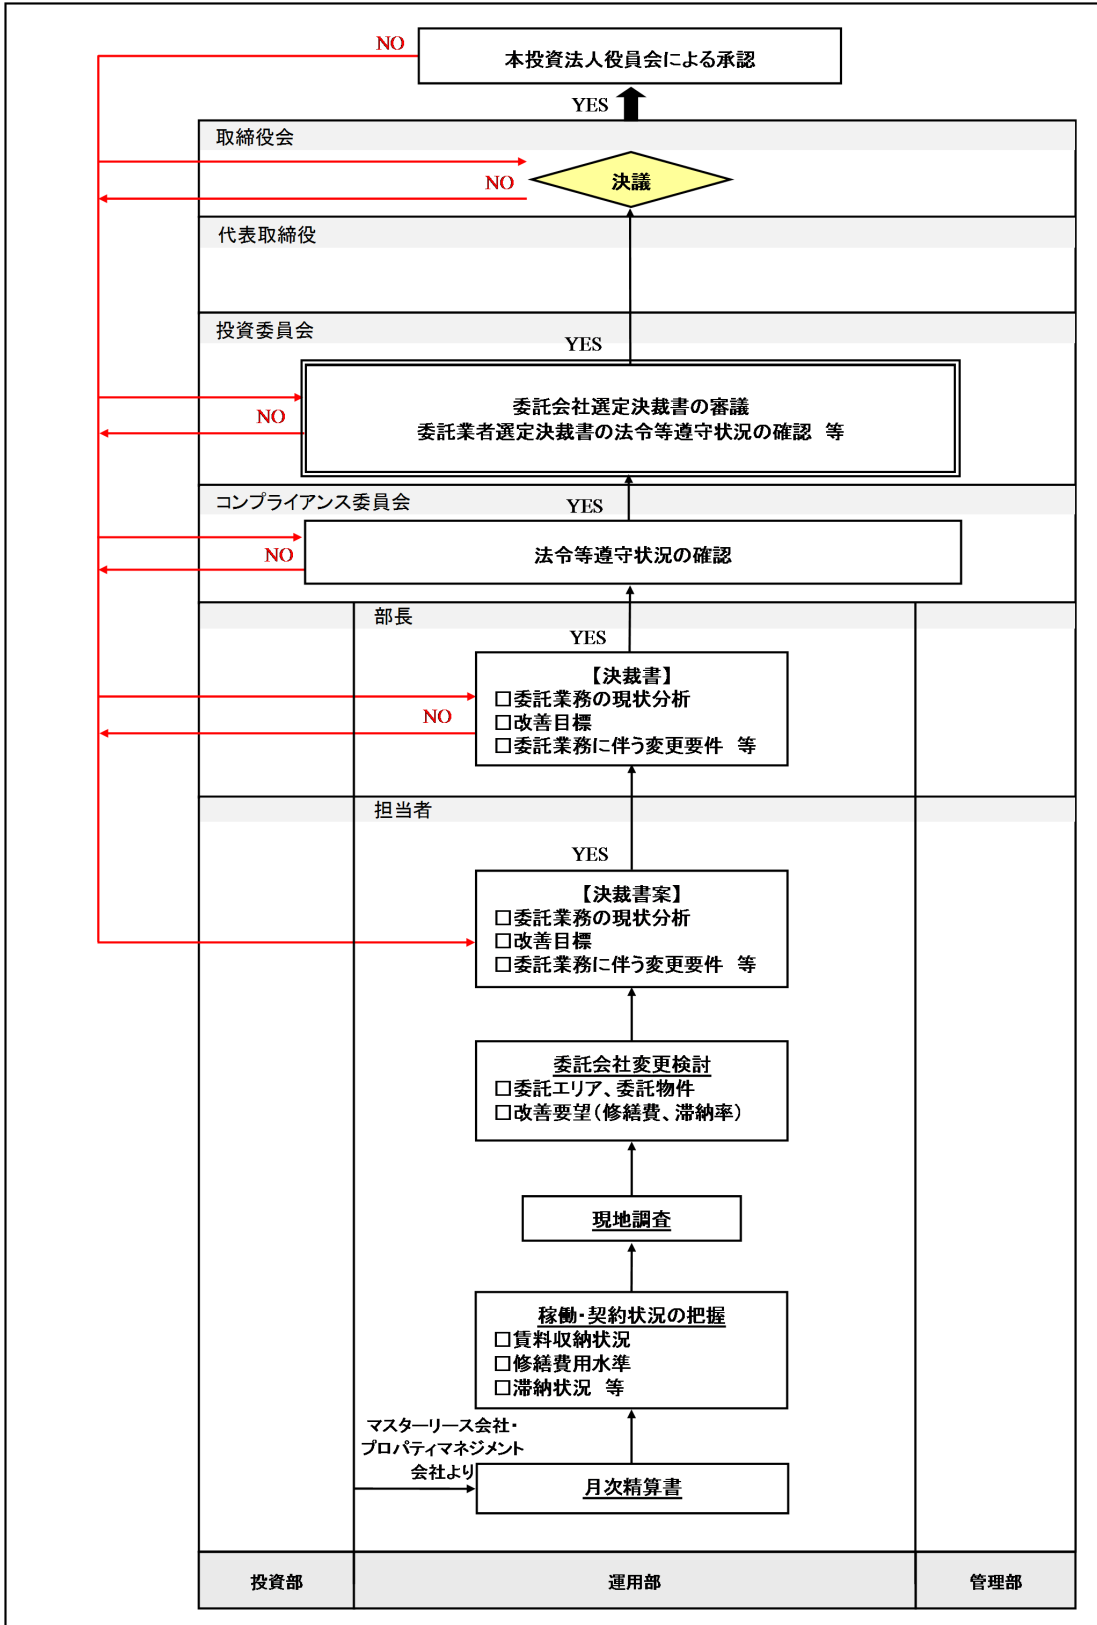 NO
本投資法人役員会による承認
YES
取締役会
決議
NO
代表取締役
投資委員会
YES
委託会社選定決裁書の審議
委託業者選定決裁書の法令等遵守状況の確認 等
NO
コンプライアンス委員会
YES
法令等遵守状況の確認
NO
部長
YES
【決裁書】
□委託業務の現状分析
□改善目標
□委託業務に伴う変更要件 等
NO
担当者
YES
【決裁書案】
□委託業務の現状分析
□改善目標
□委託業務に伴う変更要件 等
委託会社変更検討
□委託エリア、委託物件
□改善要望(修繕費、滞納率)
現地調査
稼働・契約状況の把握
□賃料収納状況
□修繕費用水準
□滞納状況 等
マスターリース会社・
プロパティマネジメント
会社より
月次精算書
投資部
運用部
管理部